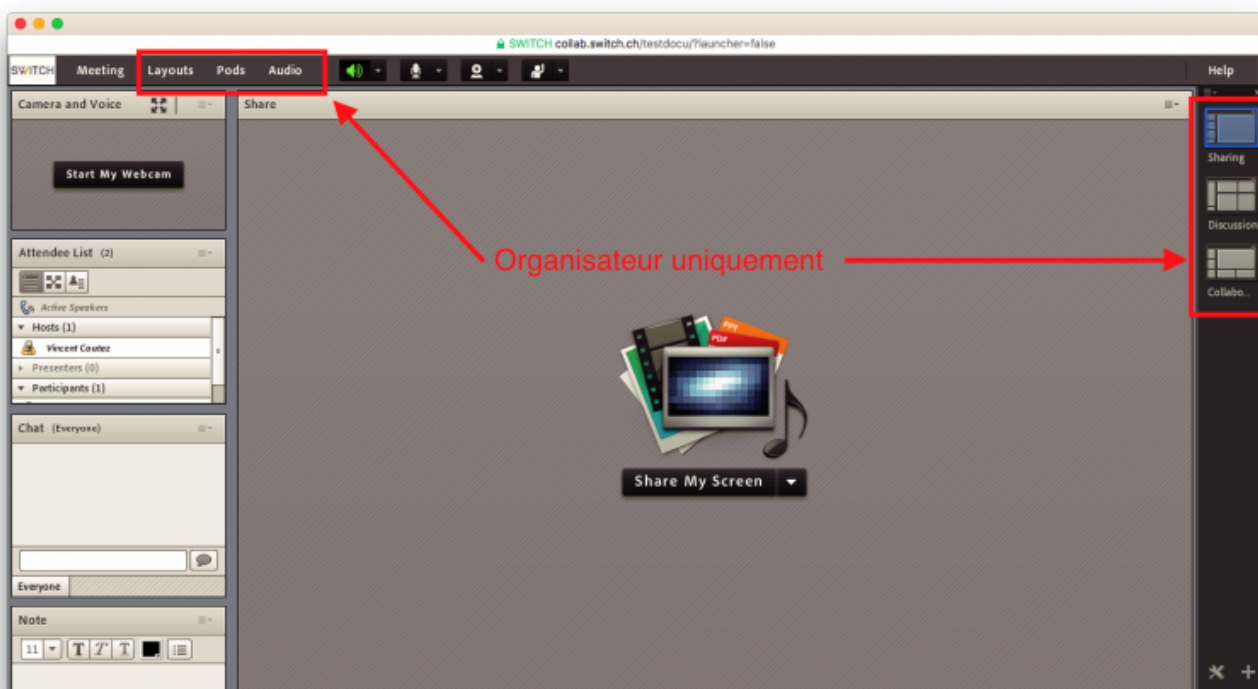 SWITCH collab.switch.ch/testdocu/?launcher=false
SWITCH Meeting Layouts Pods Audio Help
Camera and Voice
Share
Start My Webcam
Sharing
Discussion
Collabo...
Organisateur uniquement
Attendee List (2)
Active Speakers
Hosts (1)
Vincent Coutez
Presenters (0)
Participants (1)
PPT
PDF
Share My Screen
Chat (Everyone)
Everyone
Note
11 T T T